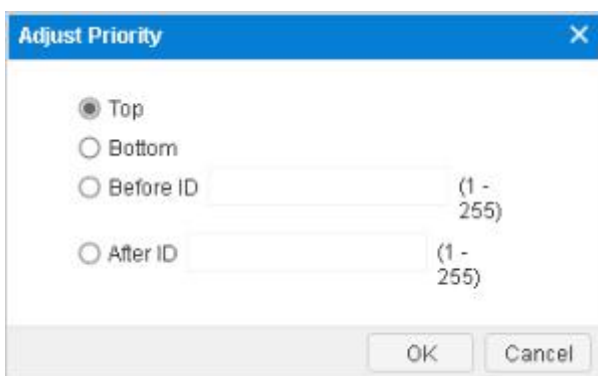 Adjust Priority
Top
Bottom
Before ID (1 -
255)
After ID (1 -
255)
OK Cancel